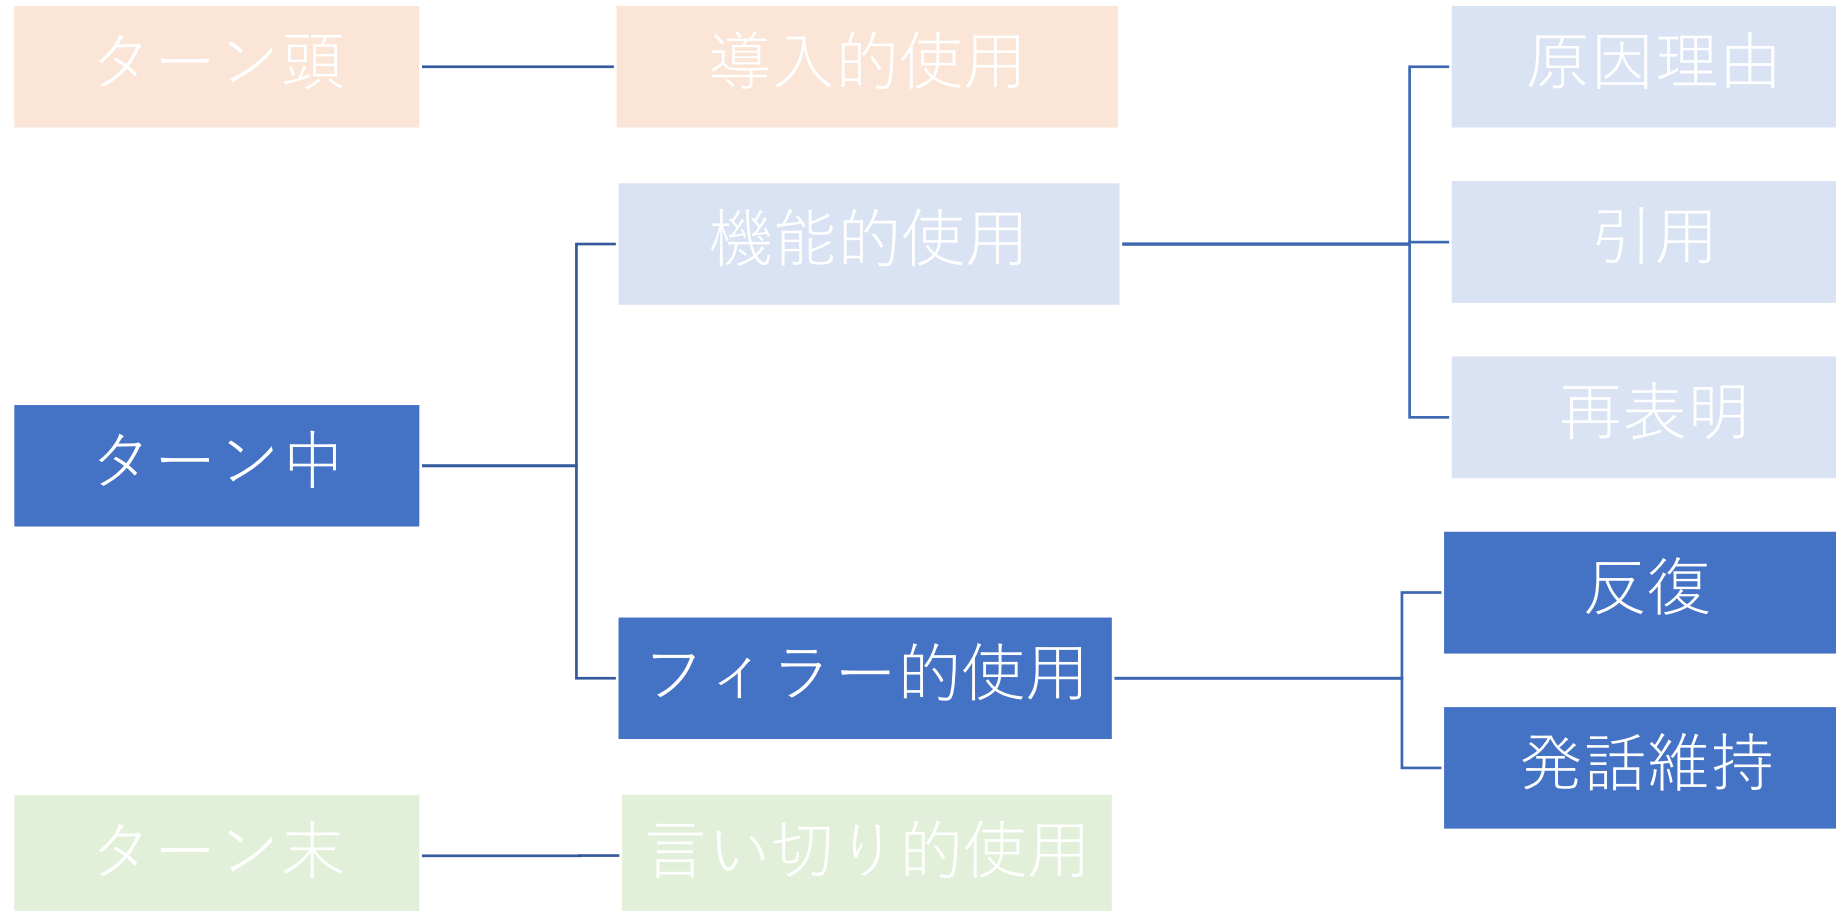 ターン頭
導入的使用
原因理由
機能的使用
引用
再表明
ターン中
反復
フィラー的使用
発話維持
ターン末
言い切り的使用